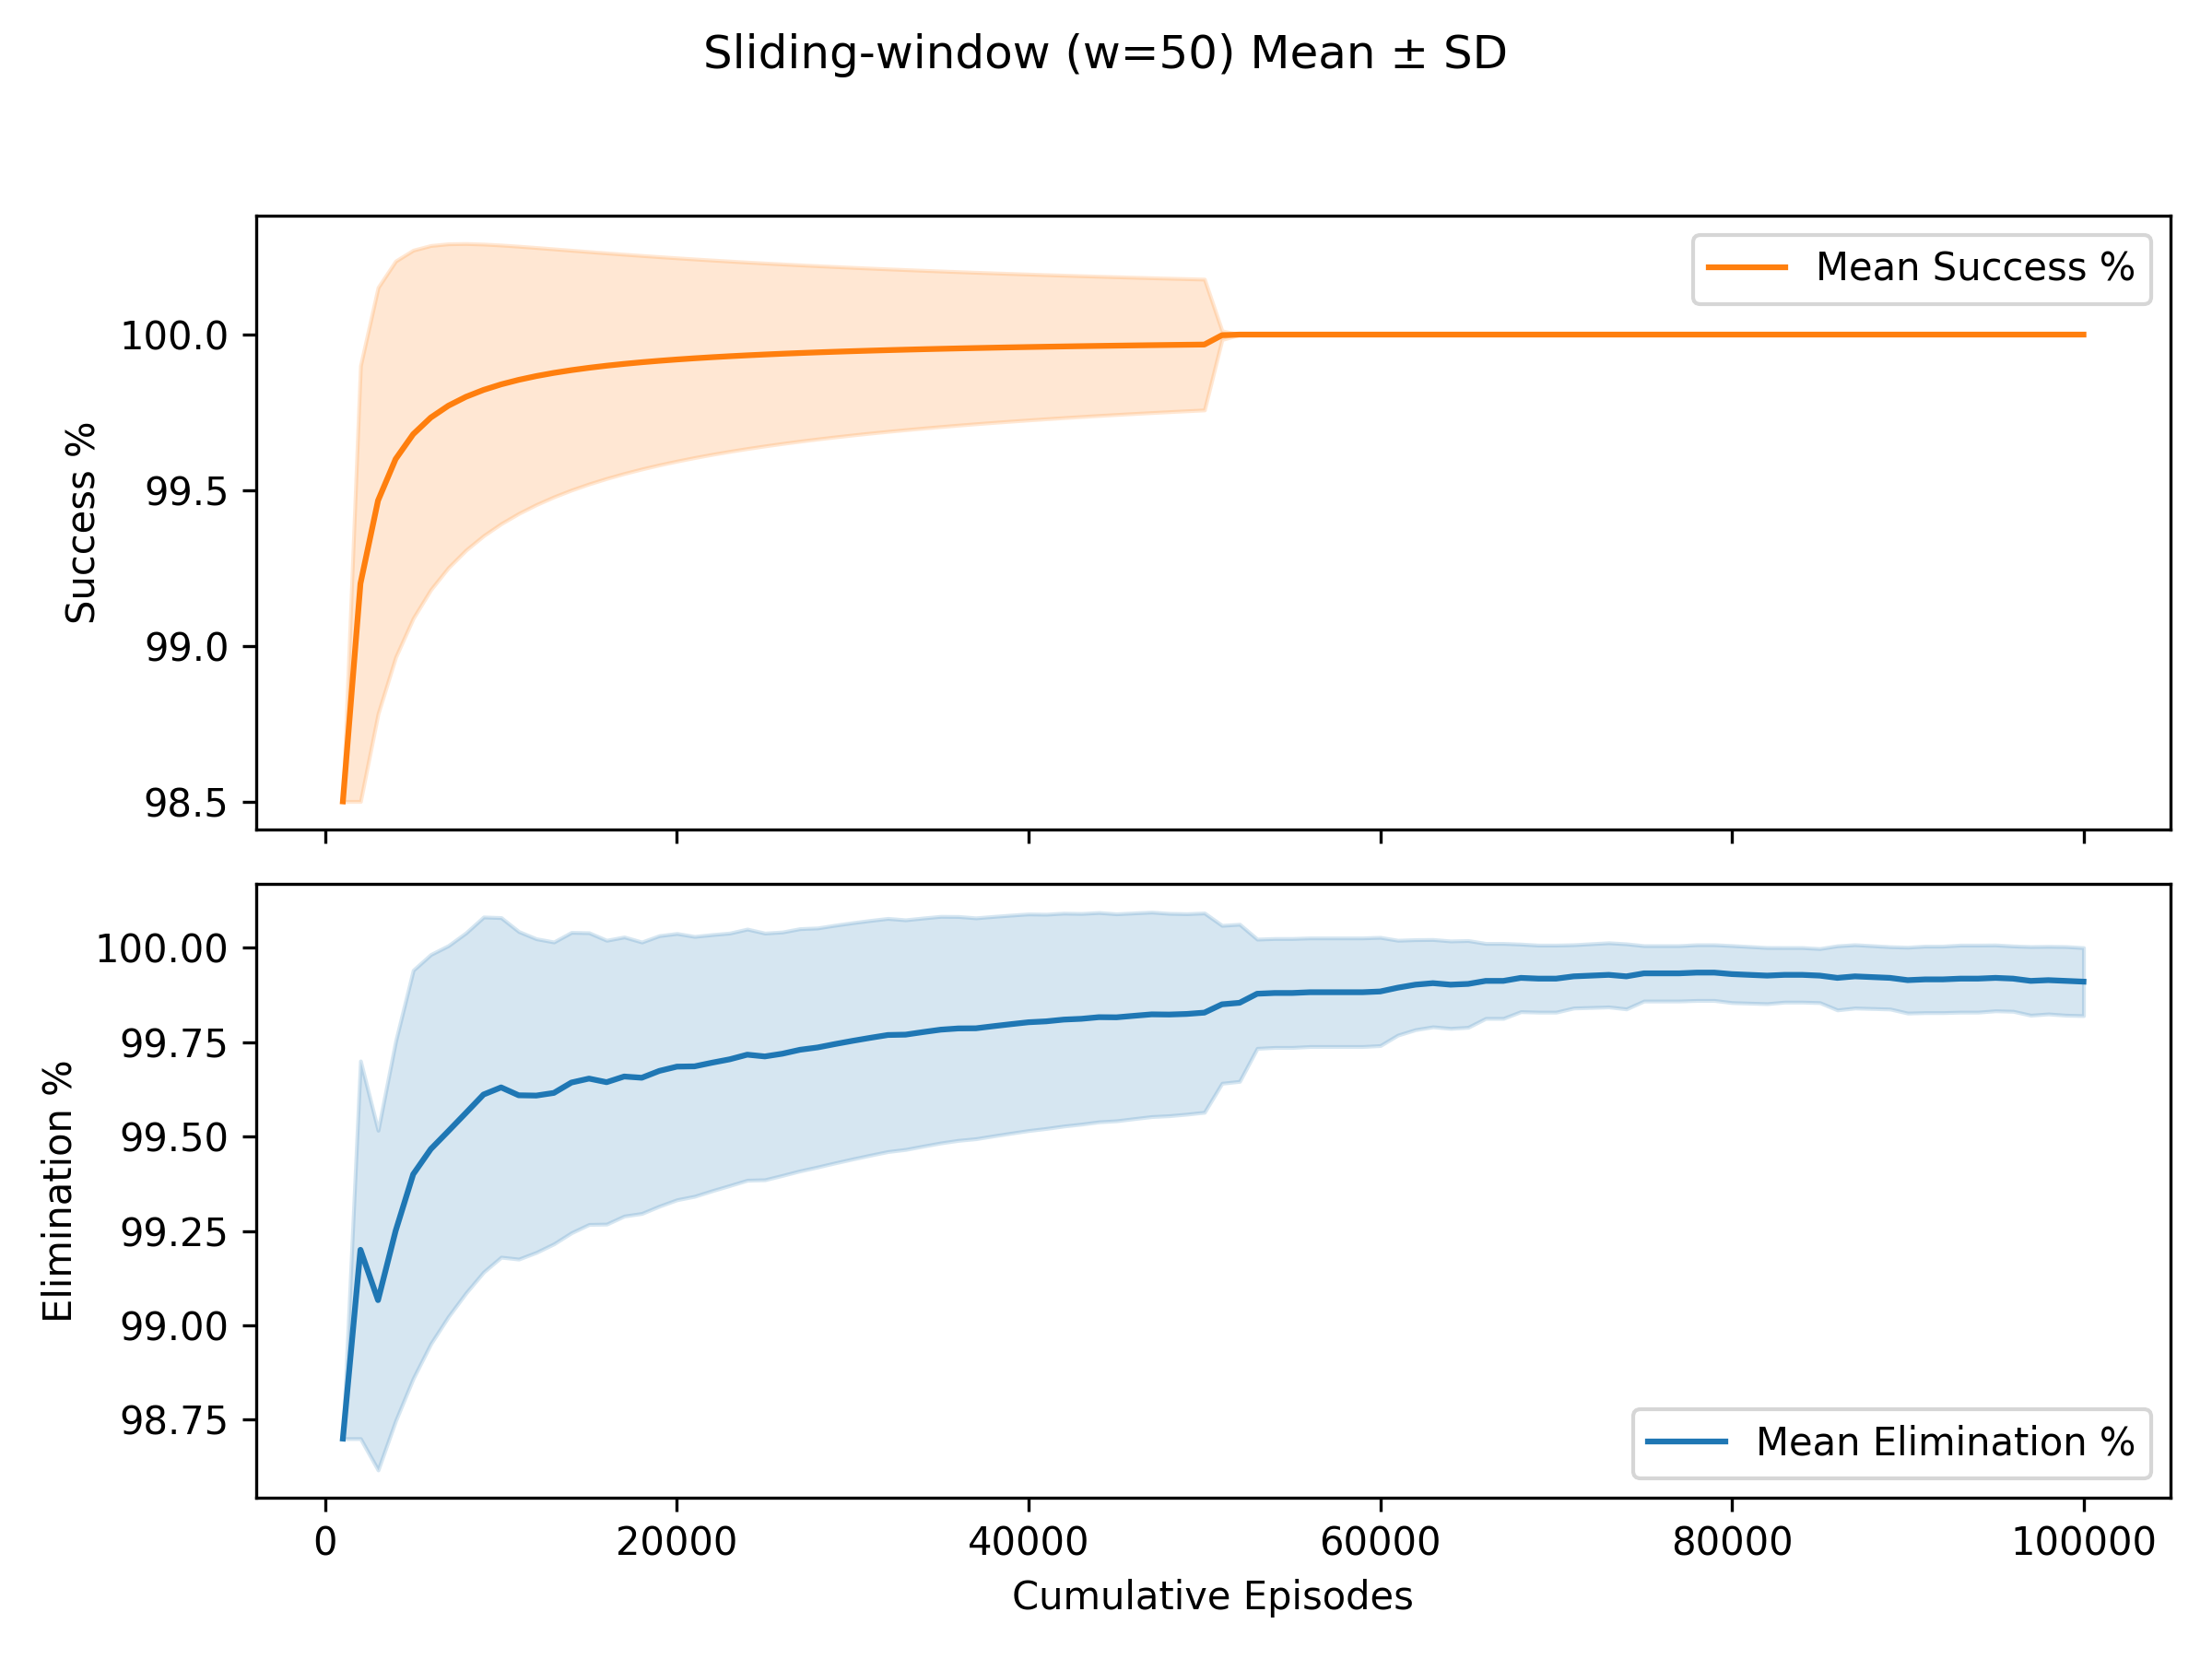 Sliding-window (w=50) Mean ± SD
Mean Success %
100.0
99.5
99.0
98.5
Success %
100.00
99.75
99.50
99.25
99.00
98.75
Elimination %
Mean Elimination %
0 20000 40000 60000 80000 100000
Cumulative Episodes